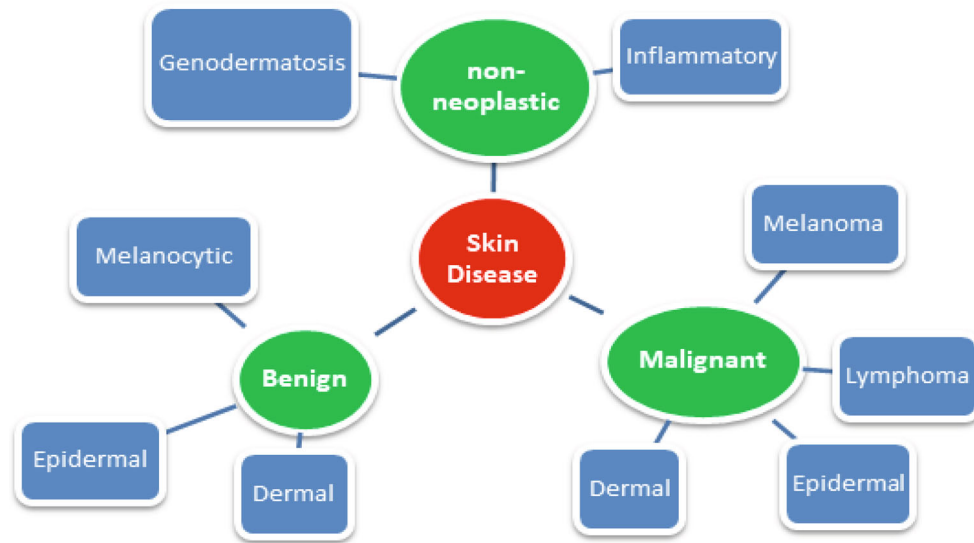 Genodermatosis
non-
neoplastic
Inflammatory
Skin
Disease
Melanocytic
Benign
Epidermal
Dermal
Melanoma
Malignant
Lymphoma
Dermal
Epidermal